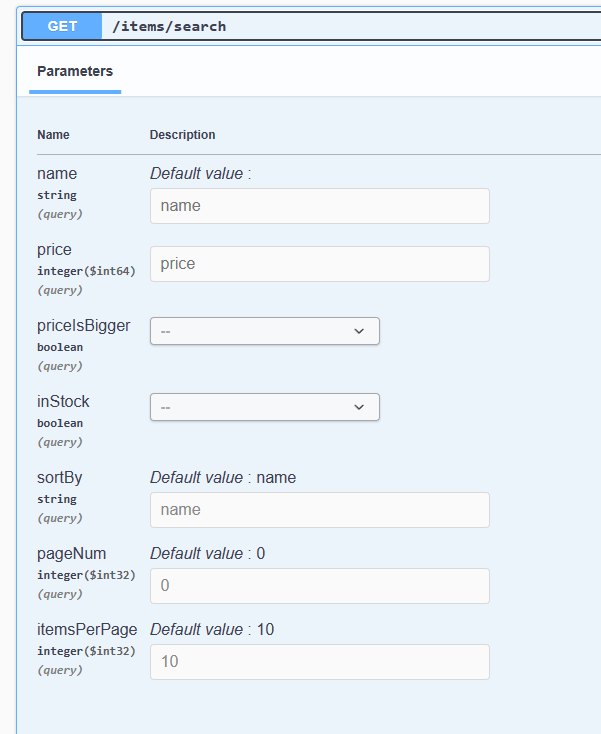 GET /items/search
Parameters
Name Description
name Default value :
string name
(query)
price
integer($int64) price
(query)
priceIsBigger
boolean --
(query)
inStock
boolean --
(query)
sortBy Default value : name
string name
(query)
pageNum Default value : 0
integer($int32) 0
(query)
itemsPerPage Default value : 10
integer($int32) 10
(query)